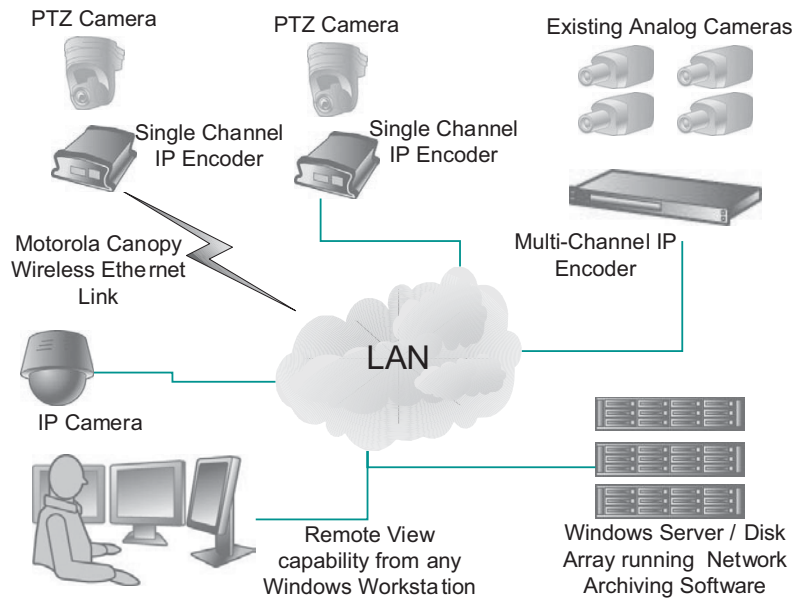 PTZ Camera
PTZ Camera
Existing Analog Cameras
Single Channel
IP Encoder
Single Channel
IP Encoder
Motorola Canopy
Wireless Ethernet
Link
Multi-Channel IP
Encoder
LAN
IP Camera
Remote View
capability from any
Windows Workstation
Windows Server / Disk
Array running Network
Archiving Software